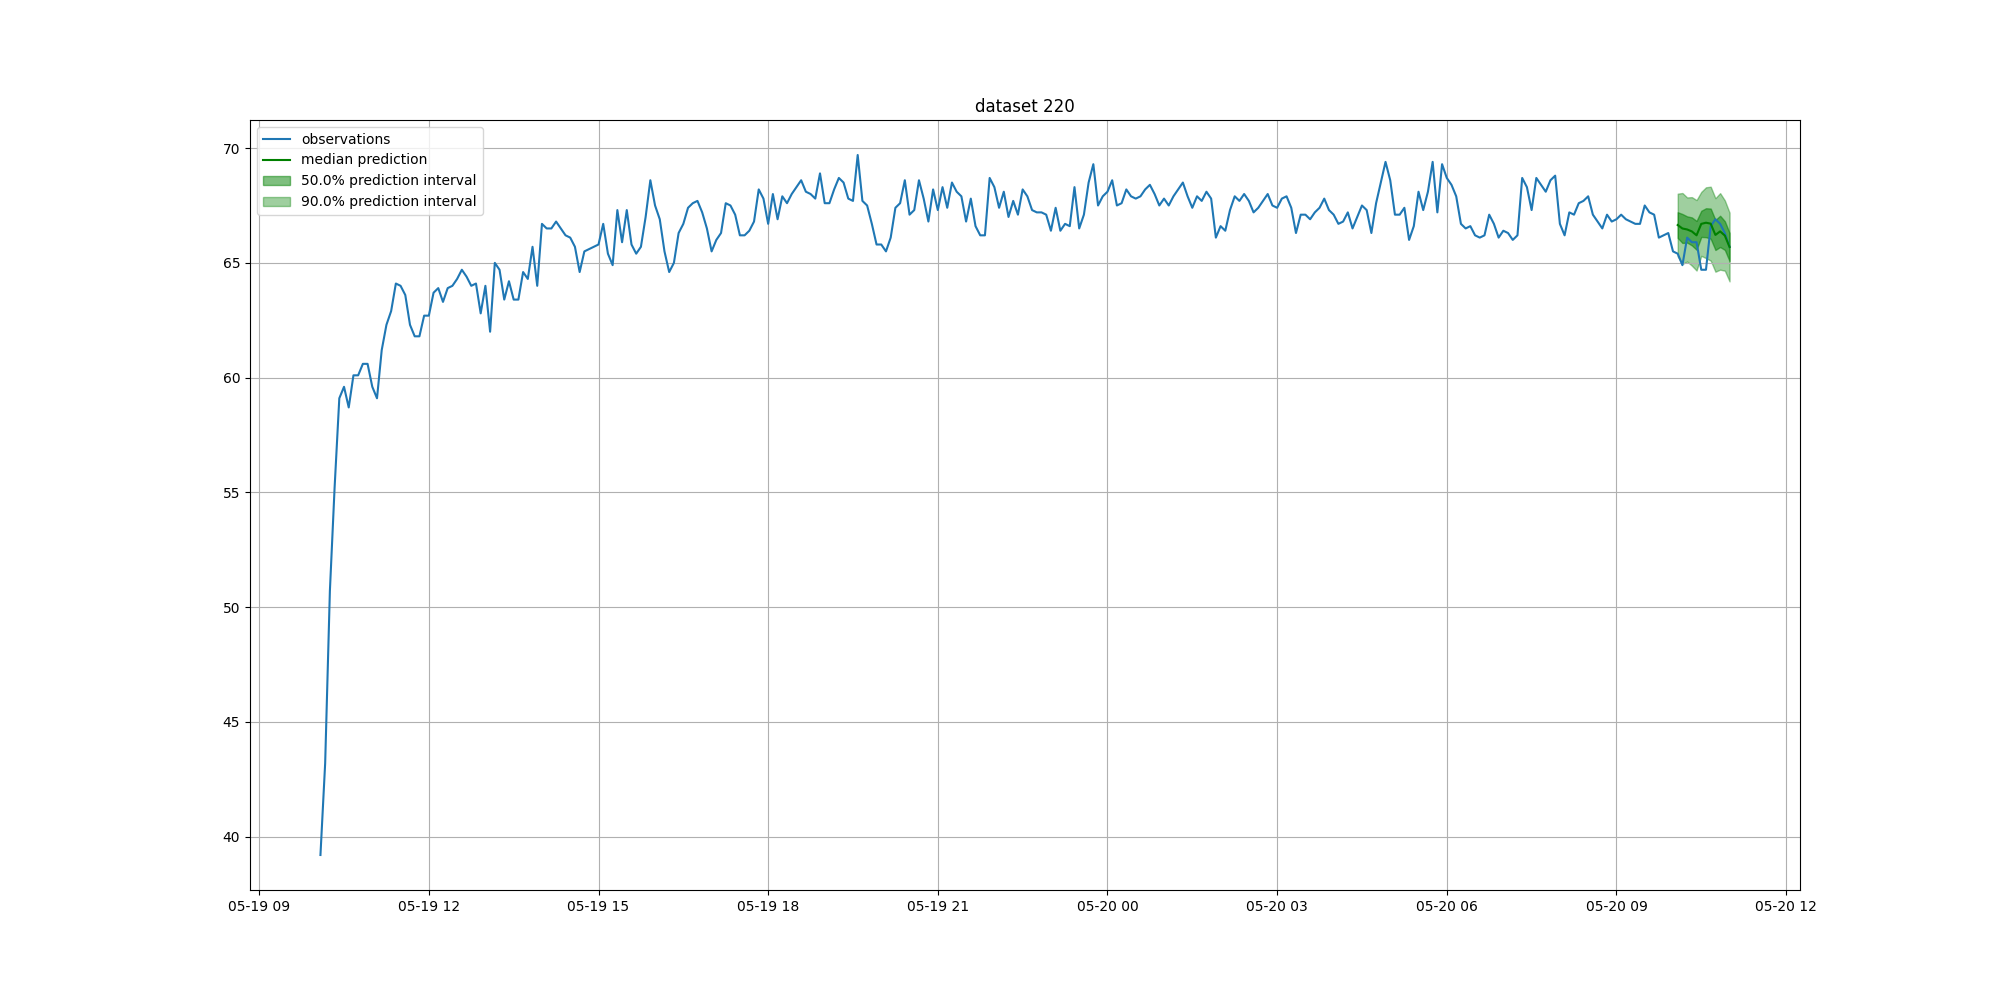 dataset 220
observations
median prediction
50.0% prediction interval
90.0% prediction interval
70
65
60
55
50
45
40
05-19 09 05-19 12 05-19 15 05-19 18 05-19 21 05-20 00 05-20 03 05-20 06 05-20 09 05-20 12